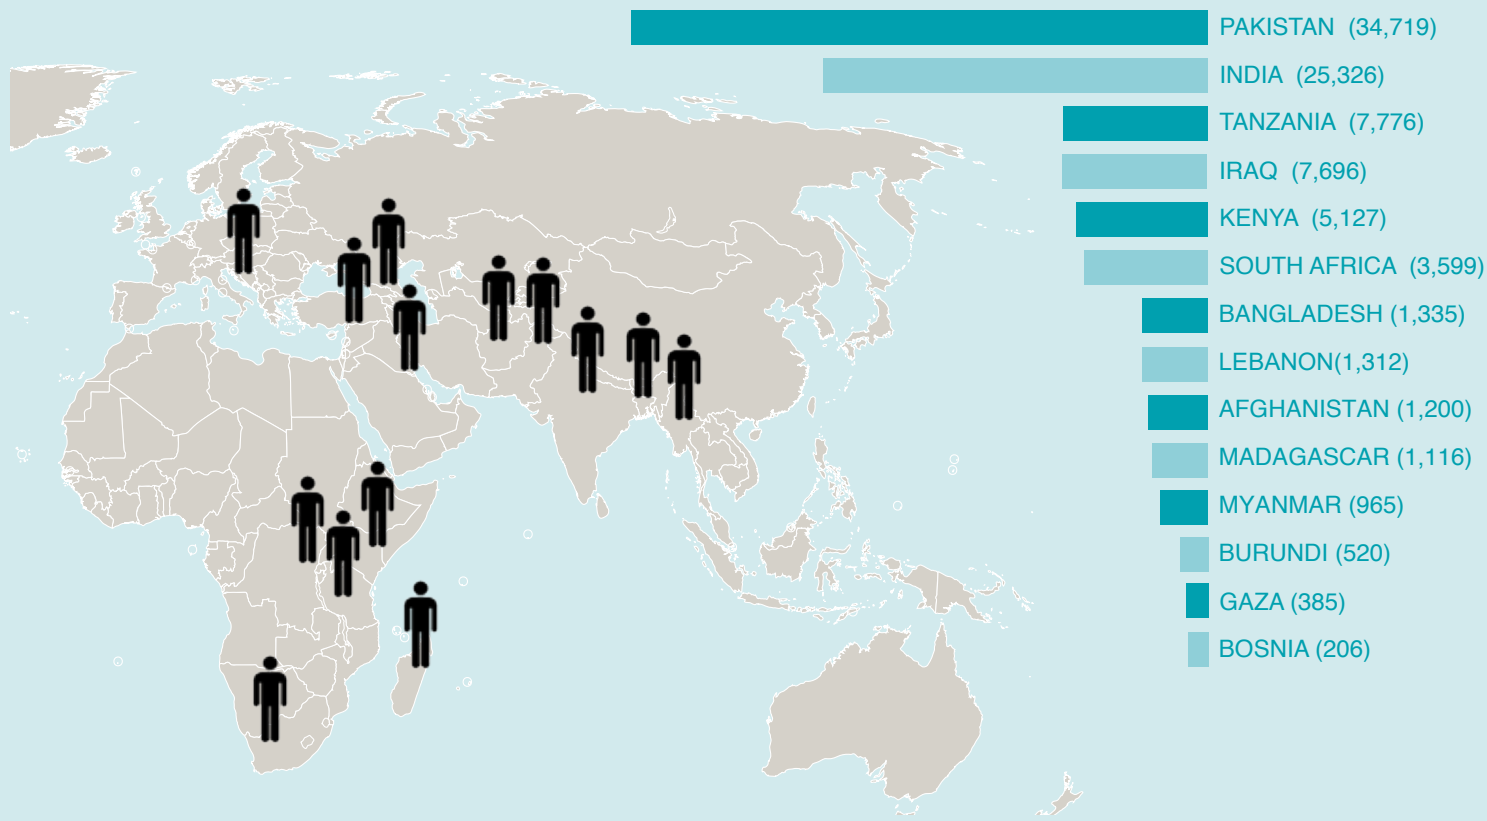 PAKISTAN (34,719)
INDIA (25,326)
TANZANIA (7,776)
IRAQ (7,696)
KENYA (5,127)
SOUTH AFRICA (3,599)
BANGLADESH (1,335)
LEBANON(1,312)
AFGHANISTAN (1,200)
MADAGASCAR (1,116)
MYANMAR (965)
BURUNDI (520)
GAZA (385)
BOSNIA (206)